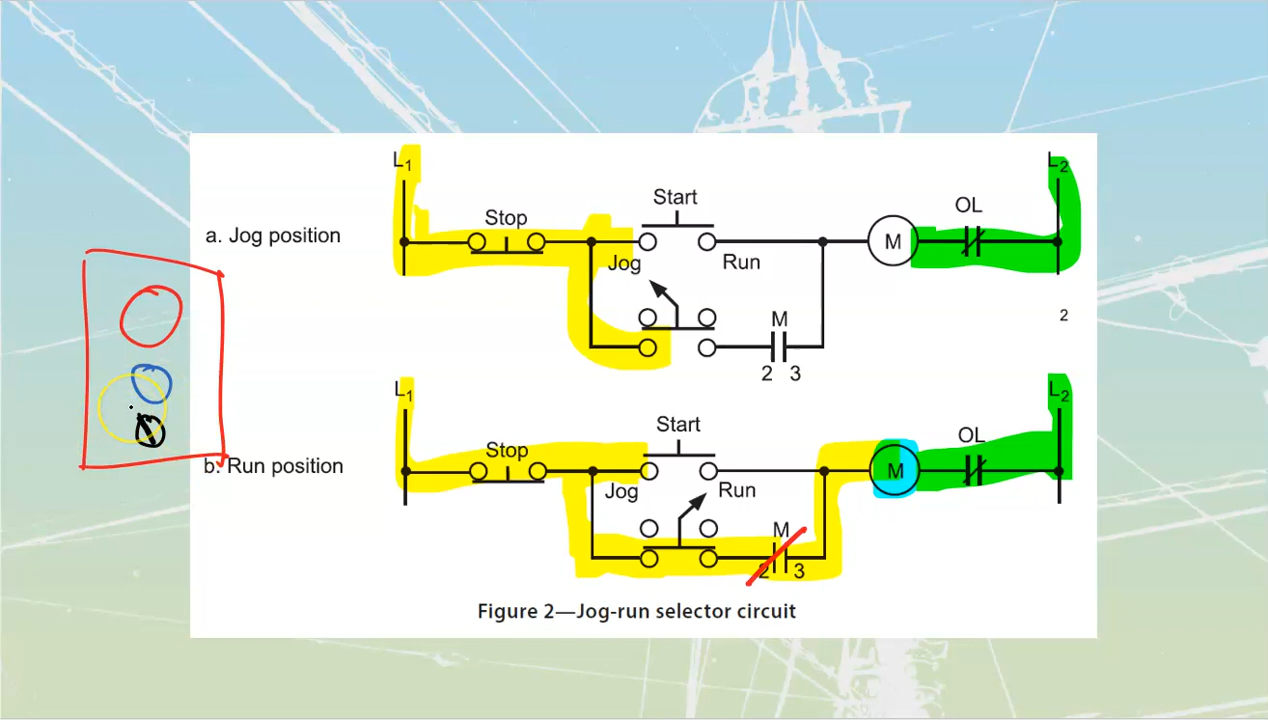 L1
L2
Start
OL
Stop
a. Jog position
M
Jog
Run
M
2
2 3
L1
L2
Start
OL
Stop
b. Run position
M
Jog
Run
M
2 3
Figure 2—Jog-run selector circuit